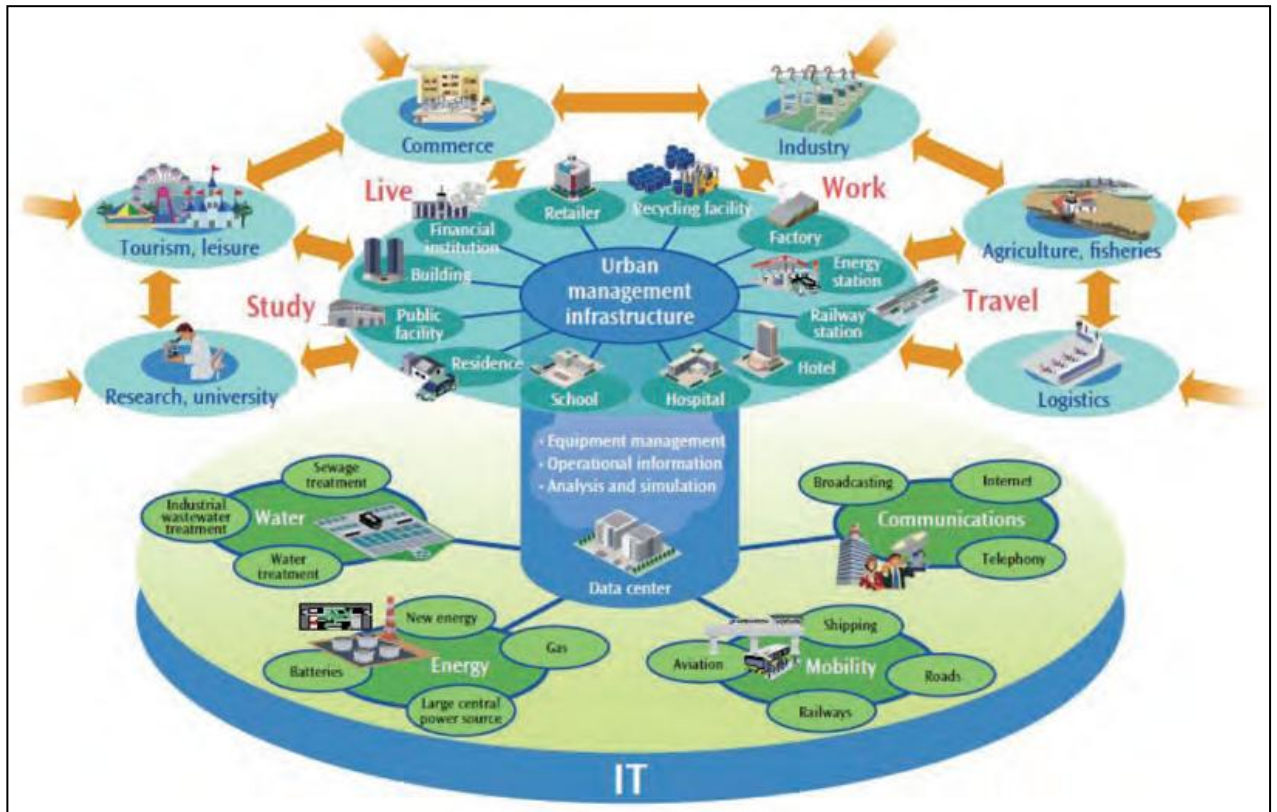 Commerce
Industry
Live
Work
Retailer
Recycling facility
Financial
institution
Factory
Tourism, leisure
Agriculture, fisheries
Building
Urban
management
infrastructure
Energy
station
Study
Travel
Public
facility
Railway
station
Residence
Hotel
School
Hospital
Research, university
Logistics
• Equipment management
• Operational information
• Analysis and simulation
Data center
Sewage
treatment
Industrial
wastewater
treatment
Water
Water
treatment
Broadcasting
Internet
Communications
Telephony
New energy
Gas
Batteries
Energy
Large central
power source
Shipping
Aviation
Mobility
Roads
Railways
IT